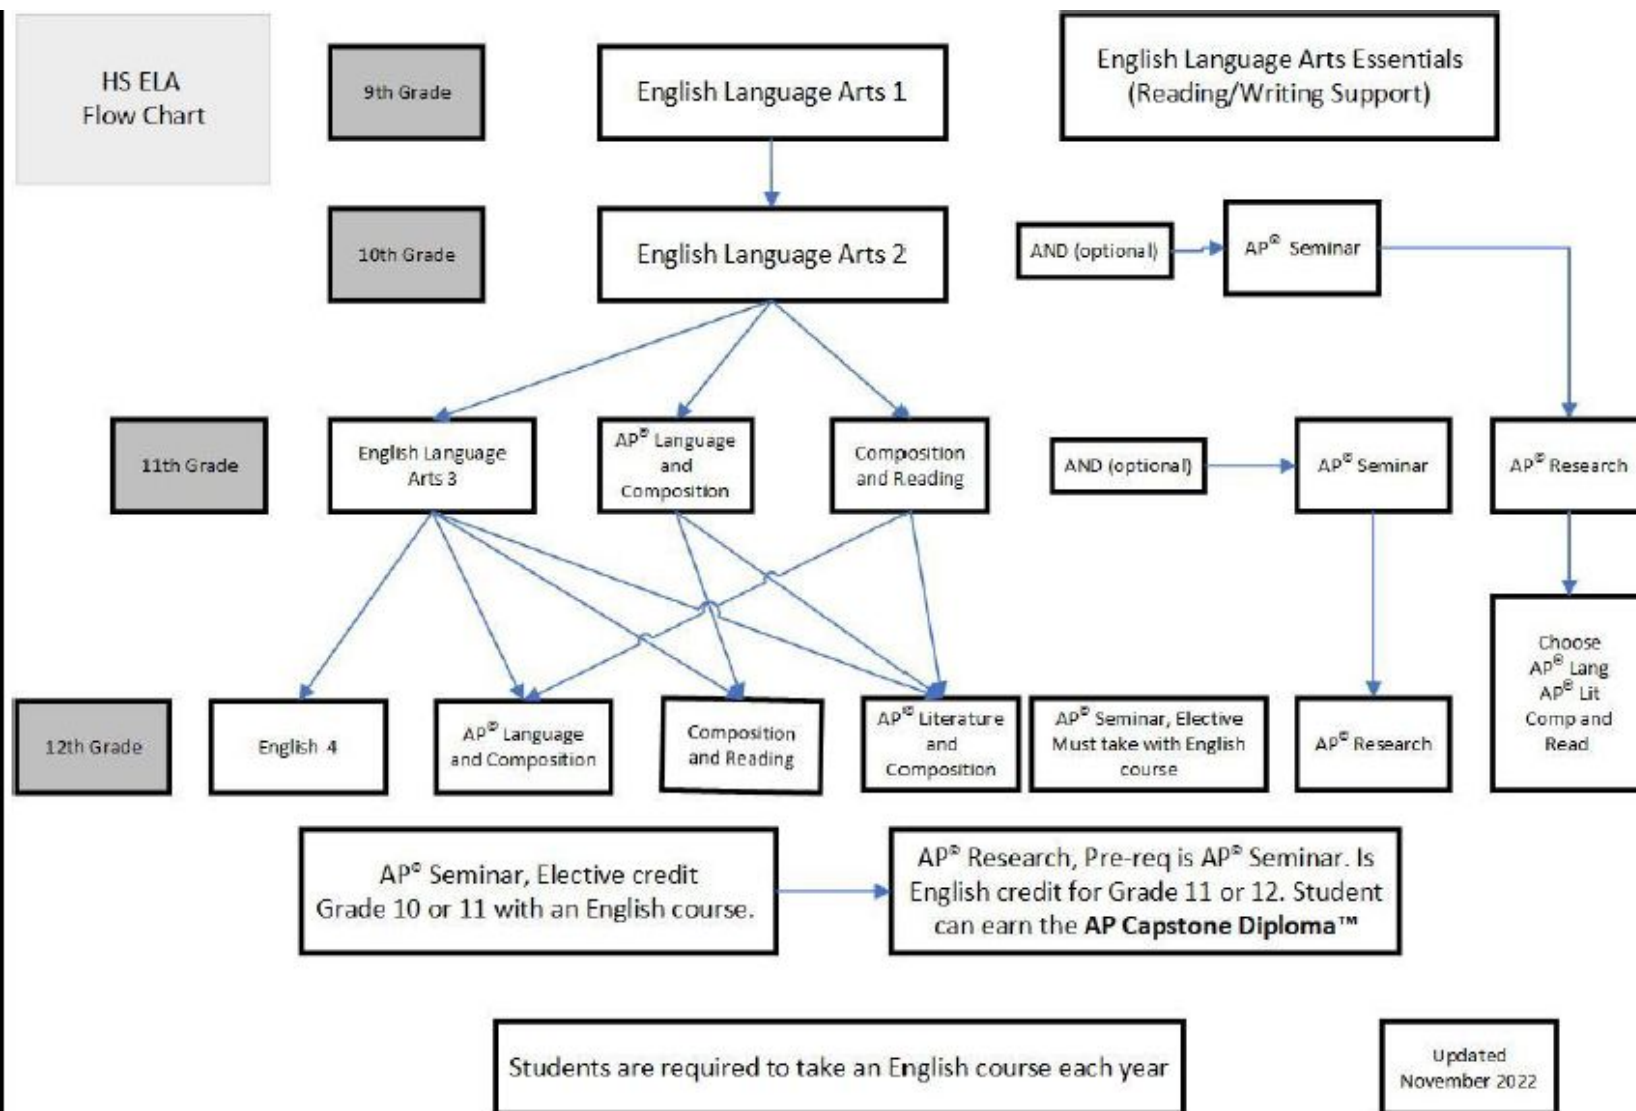 HS ELA
Flow Chart
9th Grade
English Language Arts 1
English Language Arts Essentials
(Reading/Writing Support)
10th Grade
English Language Arts 2
AND (optional)
AP® Seminar
11th Grade
English Language
Arts 3
AP® Language
and
Composition
Composition
and Reading
AND (optional)
AP® Seminar
AP® Research
12th Grade
English 4
AP® Language
and Composition
Composition
and Reading
AP® Literature
and
Composition
AP® Seminar, Elective
Must take with English
course
AP® Research
Choose
AP® Lang
AP® Lit
Comp and
Read
AP® Seminar, Elective credit
Grade 10 or 11 with an English course.
AP® Research, Pre-req is AP® Seminar. Is
English credit for Grade 11 or 12. Student
can earn the AP Capstone Diploma™
Students are required to take an English course each year
Updated
November 2022